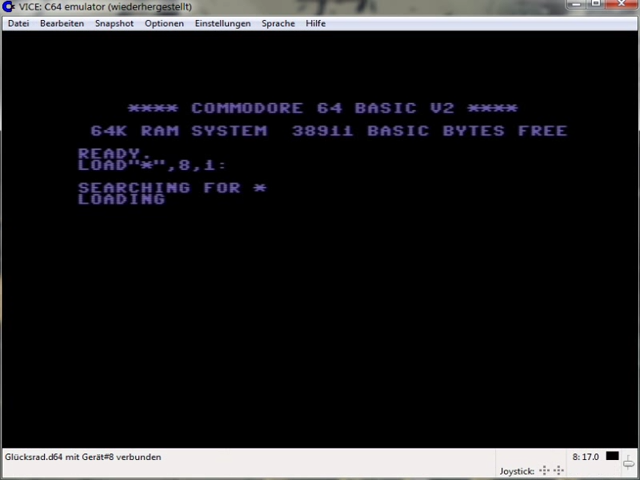 VICE: C64 emulator (wiederhergestellt)
Datei Bearbeiten Snapshot Optionen Einstellungen Sprache Hilfe
**** COMMODORE 64 BASIC V2 ****
64K RAM SYSTEM 38911 BASIC BYTES FREE
READY.
LOAD"*",8,1:
SEARCHING FOR *
LOADING
Glücksrad.d64 mit Gerät#8 verbunden 8: 17.0
Joystick: